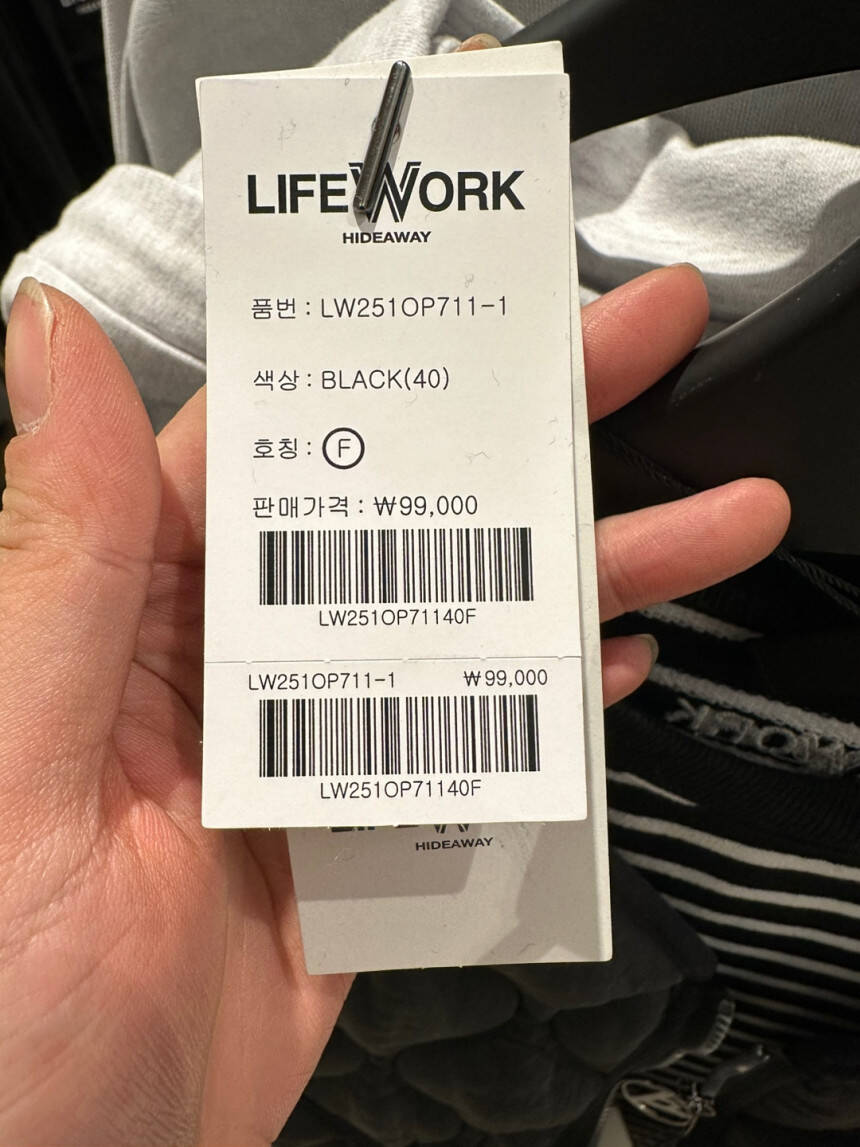 LIFEWORK
HIDEAWAY
품번 : LW251OP711-1
색상 : BLACK(40)
호칭 : F
판매가격 : ₩99,000
LW251OP71140F
LW251OP711-1 ₩99,000
LW251OP71140F
HIDEAWAY